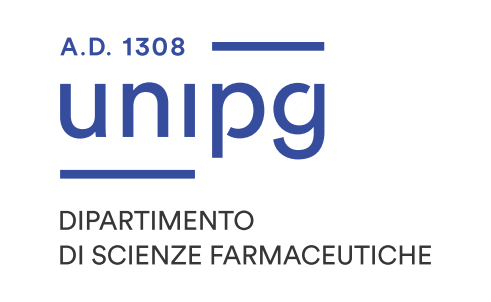 A.D. 1308
unipg
DIPARTIMENTO
DI SCIENZE FARMACEUTICHE